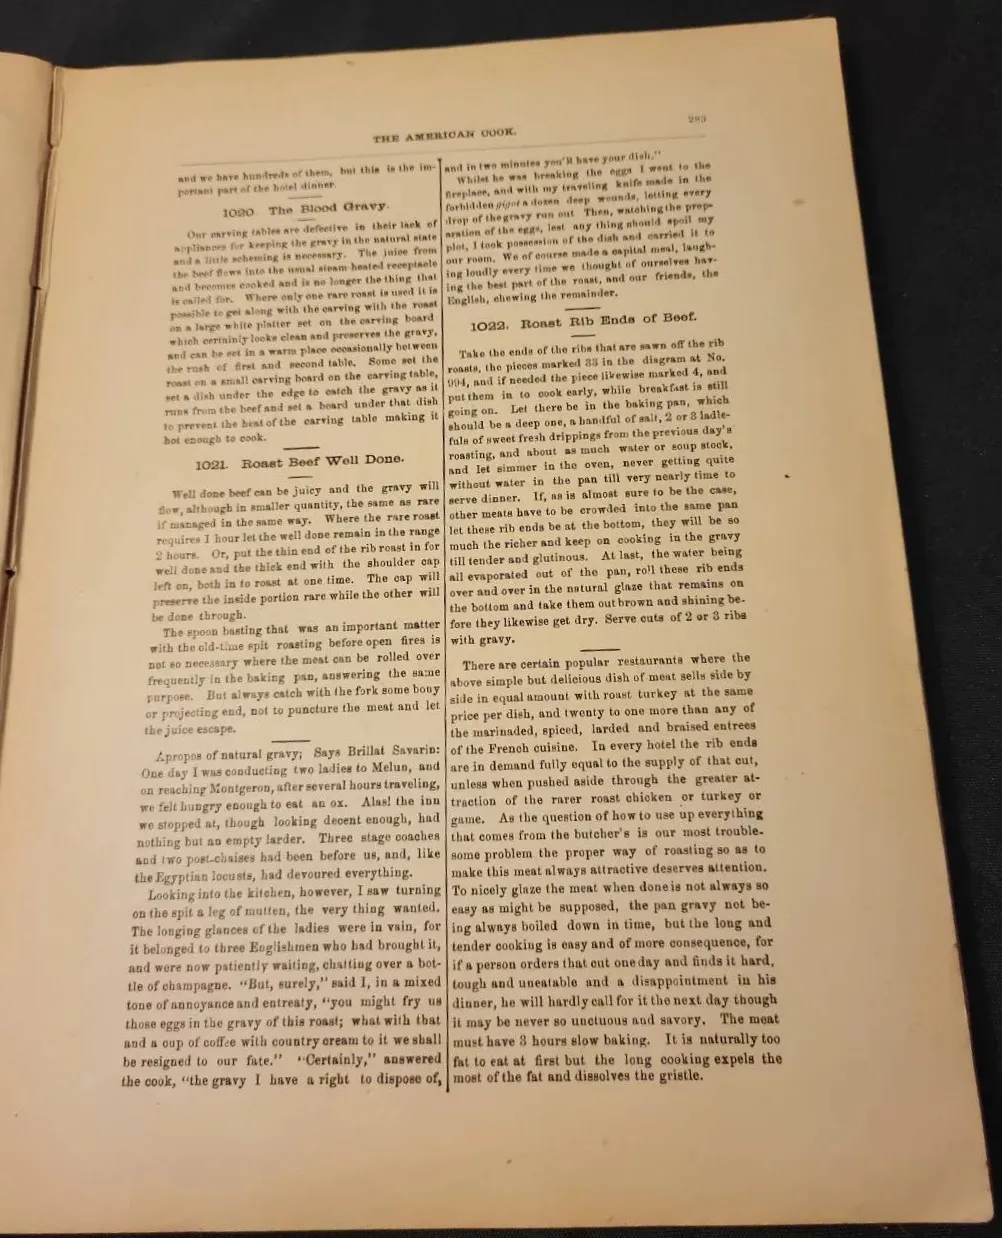 THE AMERICAN COOK.
283
and we have hundreds of them, but this is the im-
portant part of the hotel dinner.
1020 The Blood Gravy.
Our carving tables are defective in their lack of
appliances for keeping the gravy in the natural state
and a little scheming is necessary. The juice from
the beef flows into the usual steam-heated receptacle
and becomes cooked and is no longer the thing that
is called for. Where only one rare roast is used it is
possible to get along with the carving with the roast
on a large white platter set on the carving board
which certainly looks clean and preserves the gravy,
and can be set in a warm place occasionally between
the rush of first and second table. Some set the
roast on a small carving board on the carving table,
set a dish under the edge to catch the gravy as it
runs from the beef and set a board under that dish
to prevent the heat of the carving table making it
hot enough to cook.
1021. Roast Beef Well Done.
Well done beef can be juicy and the gravy will
flow, although in smaller quantity, the same as rare
if managed in the same way. Where the rare roast
requires 1 hour let the well done remain in the range
2 hours. Or, put the thin end of the rib roast in for
well done and the thick end with the shoulder cap
left on, both in to roast at one time. The cap will
preserve the inside portion rare while the other will
be done through.
The spoon basting that was an important matter
with the old-time spit roasting before open fires is
not so necessary where the meat can be rolled over
frequently in the baking pan, answering the same
purpose. But always catch with the fork some bony
or projecting end, not to puncture the meat and let
the juice escape.
Apropos of natural gravy; Says Brillat Savarin:
One day I was conducting two ladies to Melun, and
on reaching Montgeron, after several hours traveling,
we felt hungry enough to eat an ox. Alas! the inn
we stopped at, though looking decent enough, had
nothing but an empty larder. Three stage coaches
and two post-chaises had been before us, and, like
the Egyptian locusts, had devoured everything.
Looking into the kitchen, however, I saw turning
on the spit a leg of mutten, the very thing wanted.
The longing glances of the ladies were in vain, for
it belonged to three Englishmen who had brought it,
and were now patiently waiting, chatting over a bot-
tle of champagne. "But, surely," said I, in a mixed
tone of annoyance and entreaty, "you might fry us
those eggs in the gravy of this roast; what with that
and a cup of coffee with country cream to it we shall
be resigned to our fate." "Certainly," answered
the cook, "the gravy I have a right to dispose of,
and in two minutes you'll have your dish."
Whilst he was breaking the eggs I went to the
fireplace, and with my traveling knife made in the
forbidden gigot a dozen deep wounds, letting every
drop of the gravy run out. Then, watching the prep-
aration of the eggs, lest any thing should spoil my
plot, I took possession of the dish and carried it to
our room. We of course made a capital meal, laugh-
ing loudly every time we thought of ourselves hav-
ing the best part of the roast, and our friends, the
English, chewing the remainder.
1022. Roast Rib Ends of Beef.
Take the ends of the ribs that are sawn off the rib
roasts, the pieces marked 33 in the diagram at No.
994, and if needed the piece likewise marked 4, and
put them in to cook early, while breakfast is still
going on. Let there be in the baking pan, which
should be a deep one, a handful of salt, 2 or 3 ladle-
fuls of sweet fresh drippings from the previous day's
roasting, and about as much water or soup stock,
and let simmer in the oven, never getting quite
without water in the pan till very nearly time to
serve dinner. If, as is almost sure to be the case,
other meats have to be crowded into the same pan
let these rib ends be at the bottom, they will be so
much the richer and keep on cooking in the gravy
till tender and glutinous. At last, the water being
all evaporated out of the pan, roll these rib ends
over and over in the natural glaze that remains on
the bottom and take them out brown and shining be-
fore they likewise get dry. Serve cuts of 2 or 3 ribs
with gravy.
There are certain popular restaurants where the
above simple but delicious dish of meat sells side by
side in equal amount with roast turkey at the same
price per dish, and twenty to one more than any of
the marinaded, spiced, larded and braised entrees
of the French cuisine. In every hotel the rib ends
are in demand fully equal to the supply of that cut,
unless when pushed aside through the greater at-
traction of the rarer roast chicken or turkey or
game. As the question of how to use up everything
that comes from the butcher's is our most trouble-
some problem the proper way of roasting so as to
make this meat always attractive deserves attention.
To nicely glaze the meat when done is not always so
easy as might be supposed, the pan gravy not be-
ing always boiled down in time, but the long and
tender cooking is easy and of more consequence, for
if a person orders that cut one day and finds it hard,
tough and uneatable and a disappointment in his
dinner, he will hardly call for it the next day though
it may be never so unctuous and savory. The meat
must have 3 hours slow baking. It is naturally too
fat to eat at first but the long cooking expels the
most of the fat and dissolves the gristle.